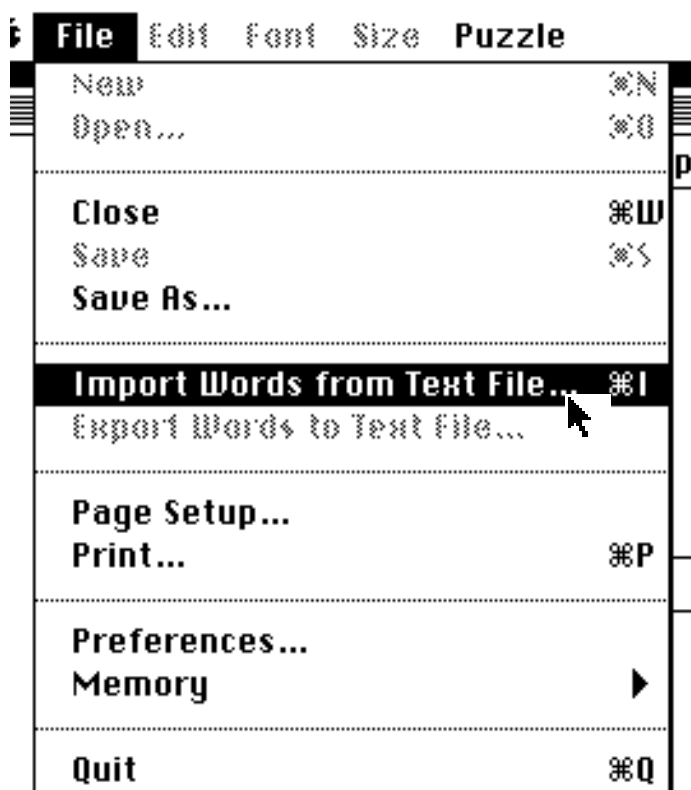 File Edit Font Size Puzzle
New ⌘N
Open... ⌘O
p
Close ⌘W
Save ⌘S
Save As...
Import Words from Text File... ⌘I
Export Words to Text File...
Page Setup...
Print... ⌘P
Preferences...
Memory
Quit ⌘Q